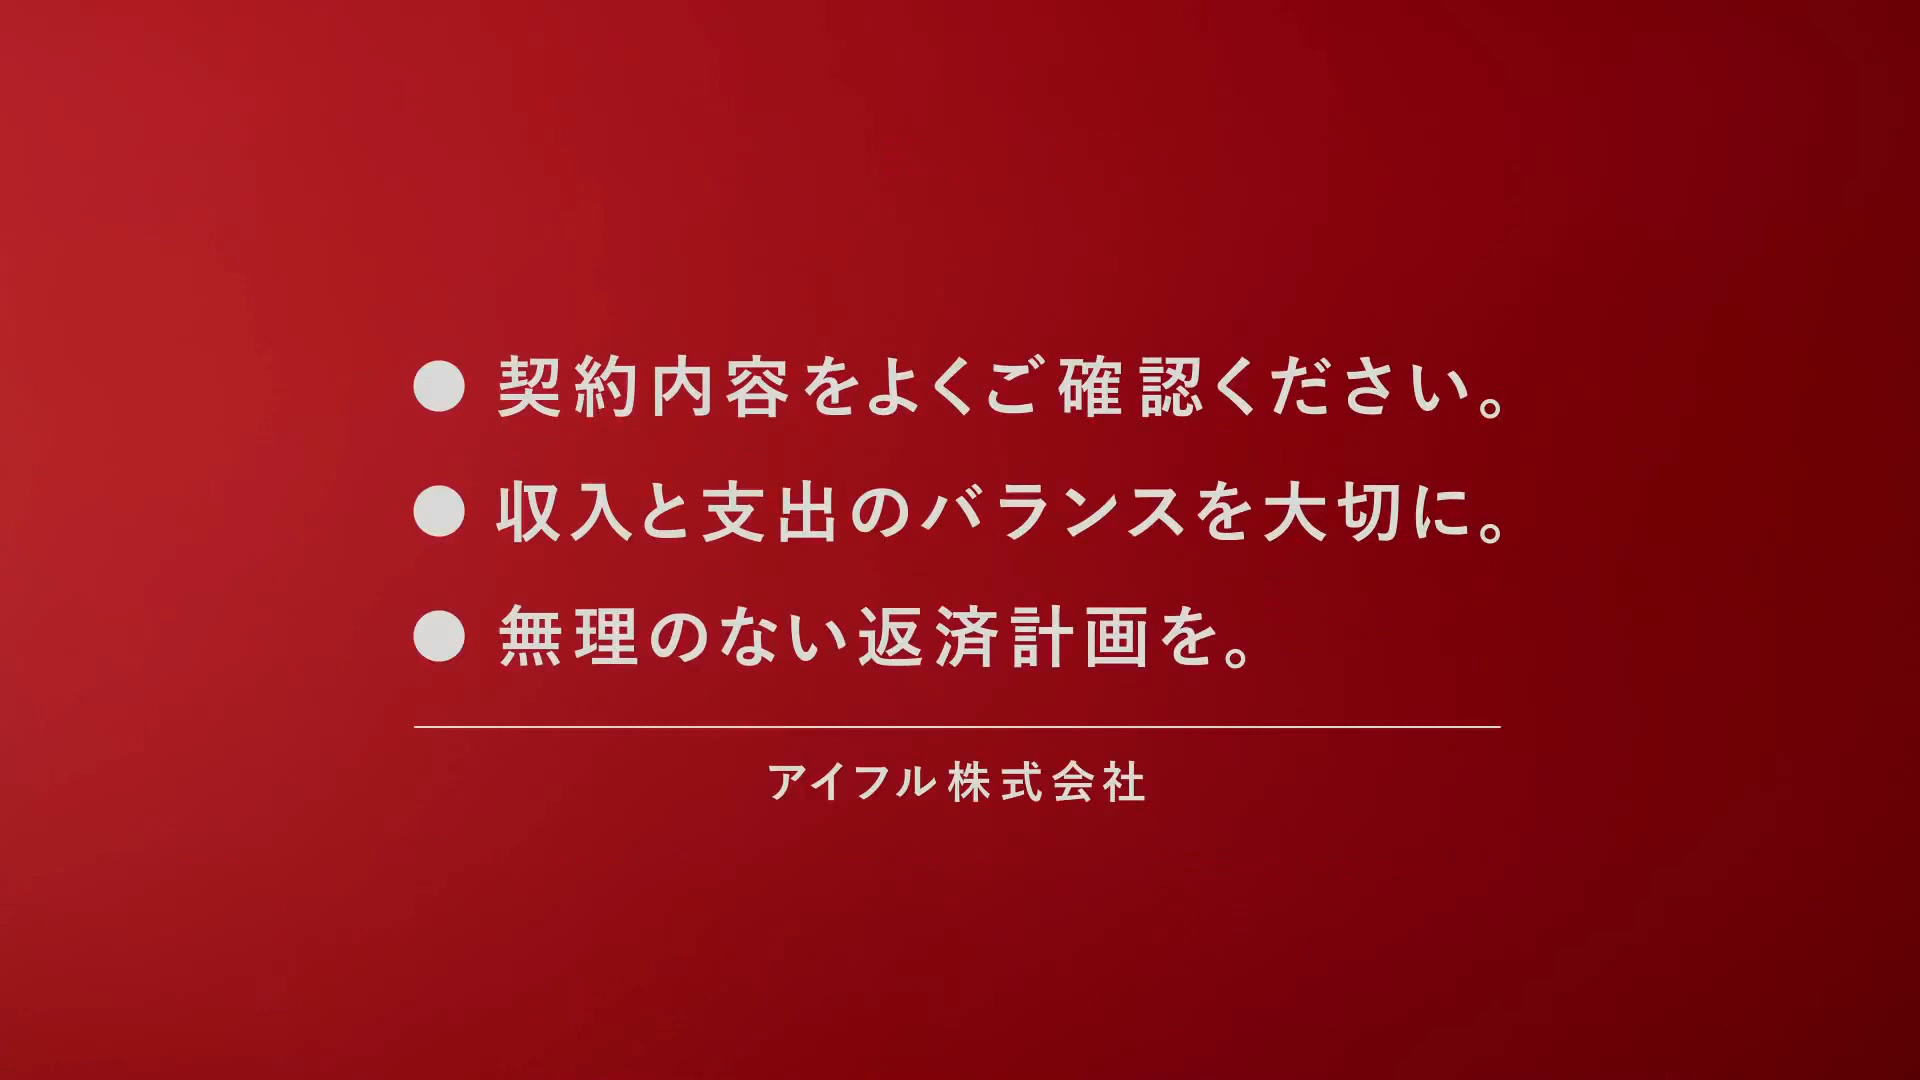 ● 契約内容をよくご確認ください。
● 収入と支出のバランスを大切に。
● 無理のない返済計画を。
アイフル株式会社